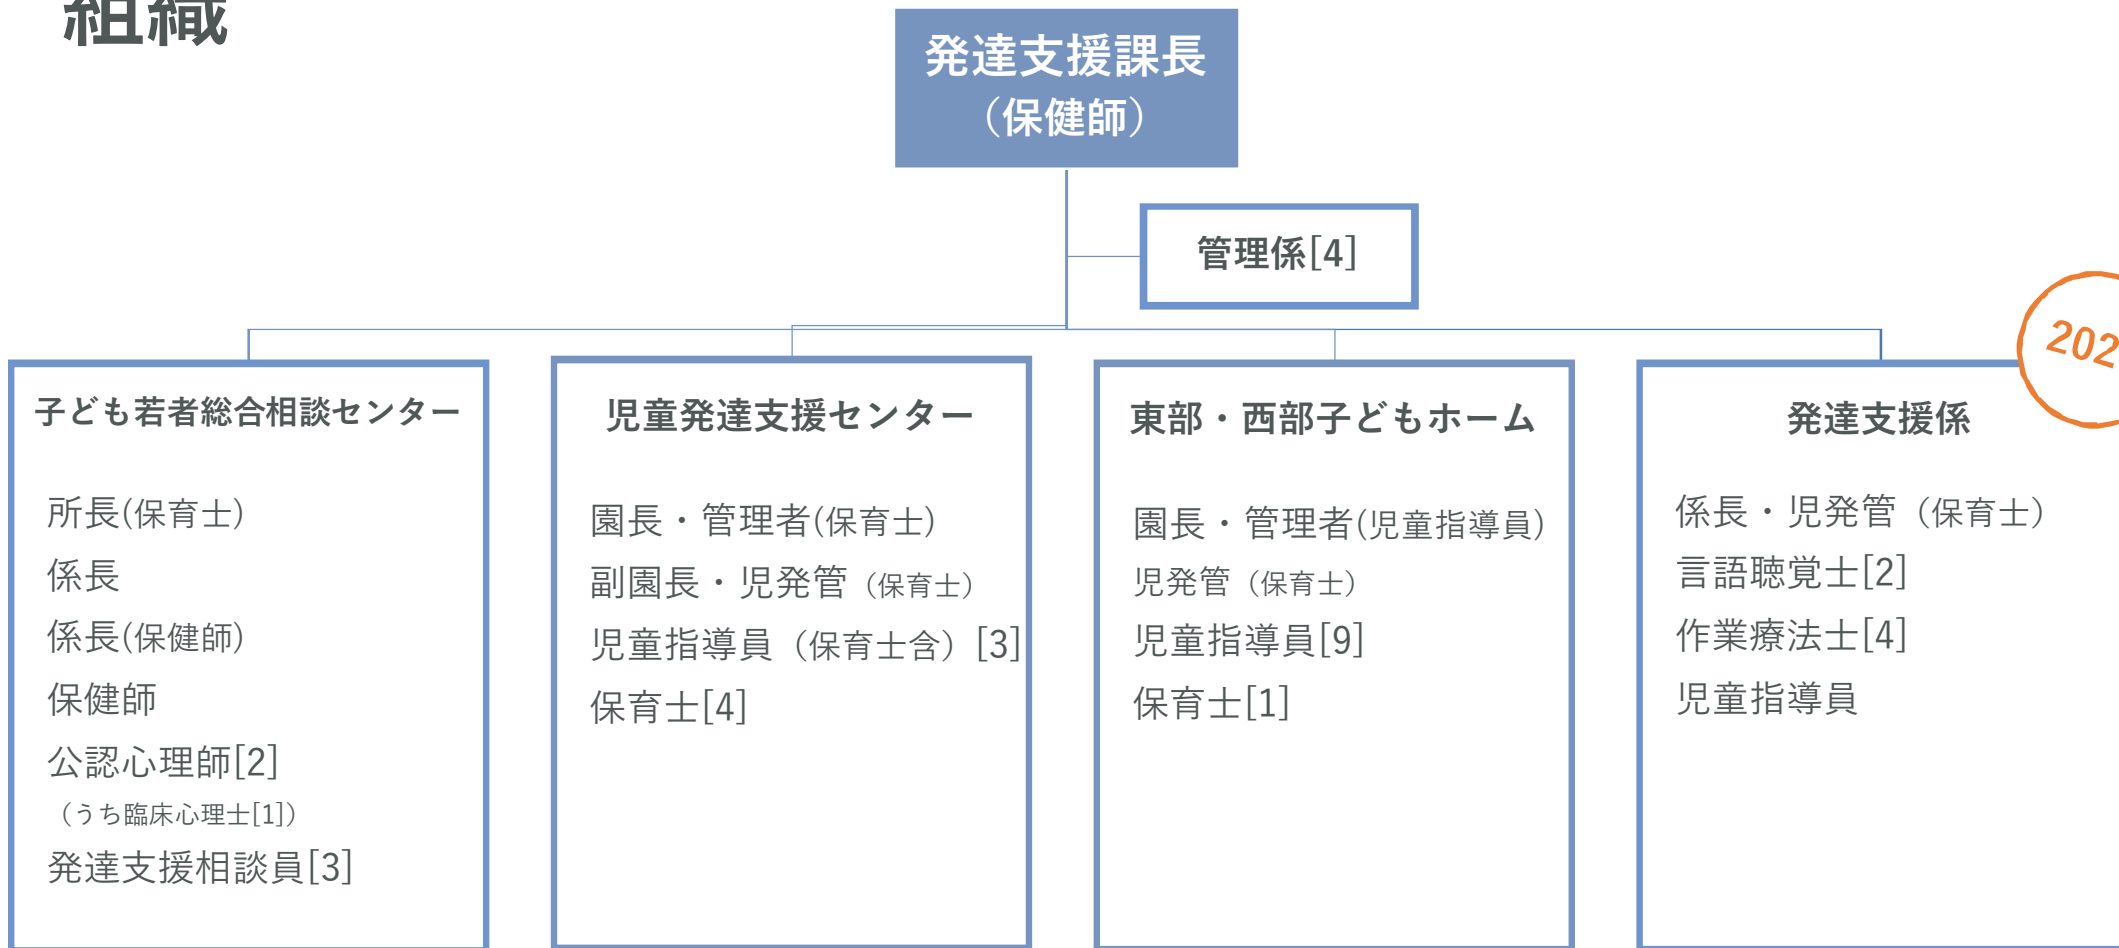 組織
発達支援課長
（保健師）
管理係[4]
子ども若者総合相談センター
所長(保育士)
係長
係長(保健師)
保健師
公認心理師[2]
（うち臨床心理士[1]）
発達支援相談員[3]
児童発達支援センター
園長・管理者(保育士)
副園長・児発管（保育士）
児童指導員（保育士含）[3]
保育士[4]
東部・西部子どもホーム
園長・管理者(児童指導員)
児発管（保育士）
児童指導員[9]
保育士[1]
202
発達支援係
係長・児発管（保育士）
言語聴覚士[2]
作業療法士[4]
児童指導員